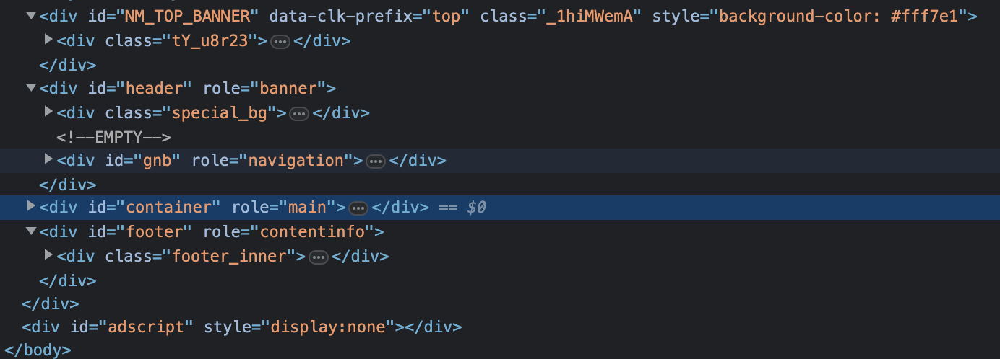 <div id="NM_TOP_BANNER" data-clk-prefix="top" class="_1hiMWemA" style="background-color: #fff7e1">
<div class="tY_u8r23">…</div>
</div>
<div id="header" role="banner">
<div class="special_bg">…</div>
<!--EMPTY-->
<div id="gnb" role="navigation">…</div>
</div>
<div id="container" role="main">…</div> == $0
<div id="footer" role="contentinfo">
<div class="footer_inner">…</div>
</div>
</div>
<div id="adscript" style="display:none"></div>
</body>